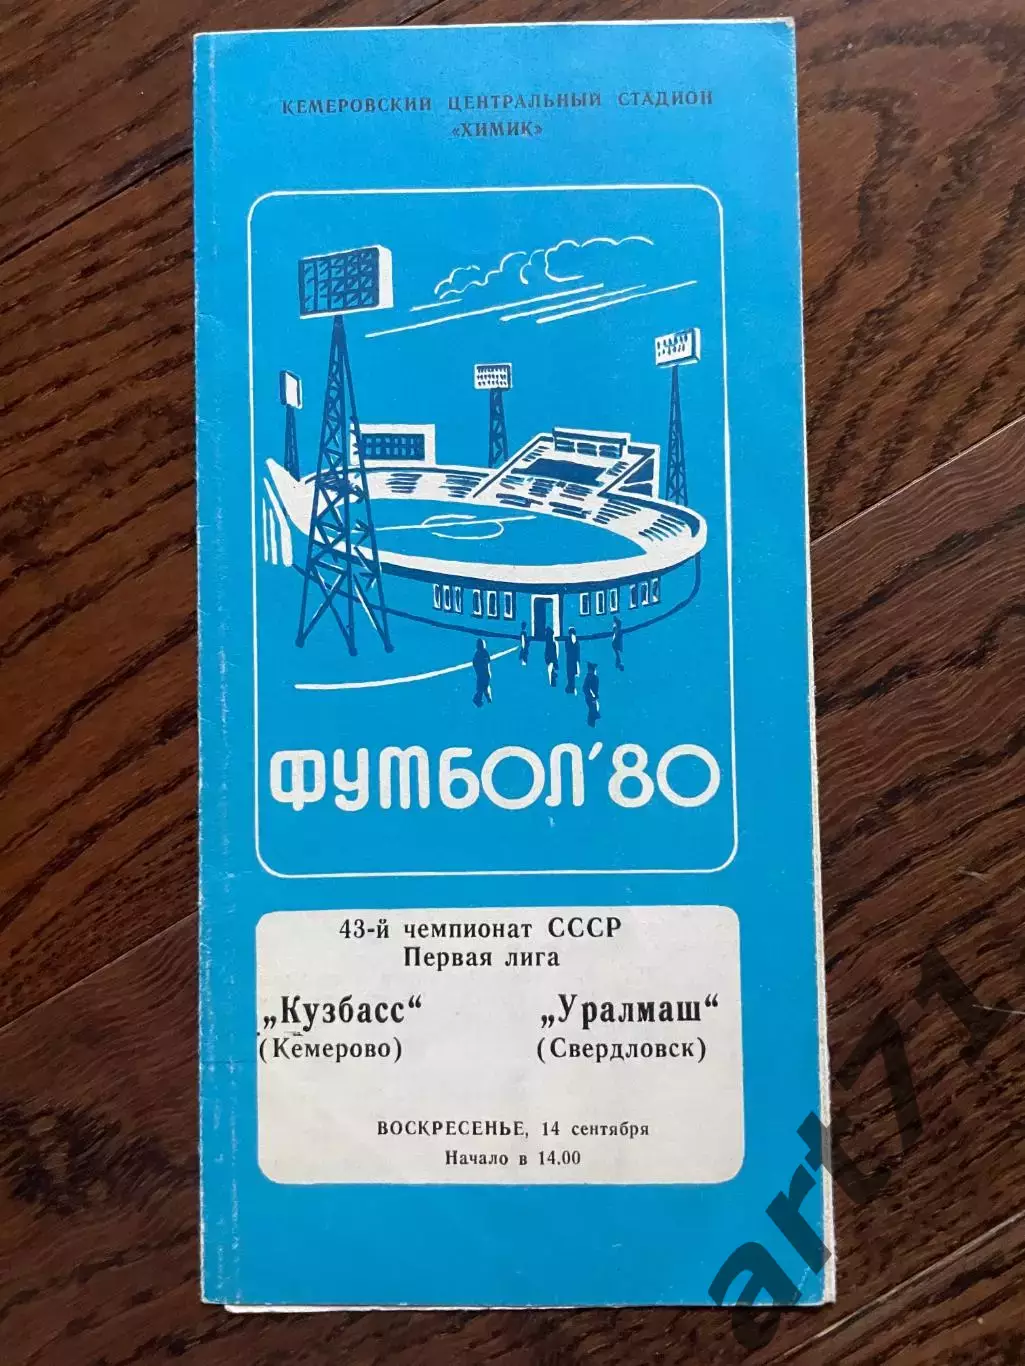 КЕМЕРОВСКИЙ ЦЕНТРАЛЬНЫЙ СТАДИОН
«ХИМИК»
ФУТБОЛ'80
43-й чемпионат СССР
Первая лига
„Кузбасс“ „Уралмаш“
(Кемерово) (Свердловск)
ВОСКРЕСЕНЬЕ, 14 сентября
Начало в 14.00
art71